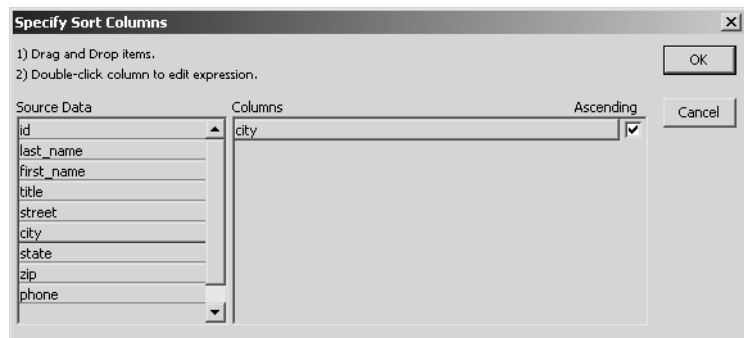 Specify Sort Columns
1) Drag and Drop items.
2) Double-click column to edit expression.
OK
Cancel
Source Data
Columns
Ascending
id
last_name
first_name
title
street
city
state
zip
phone
city